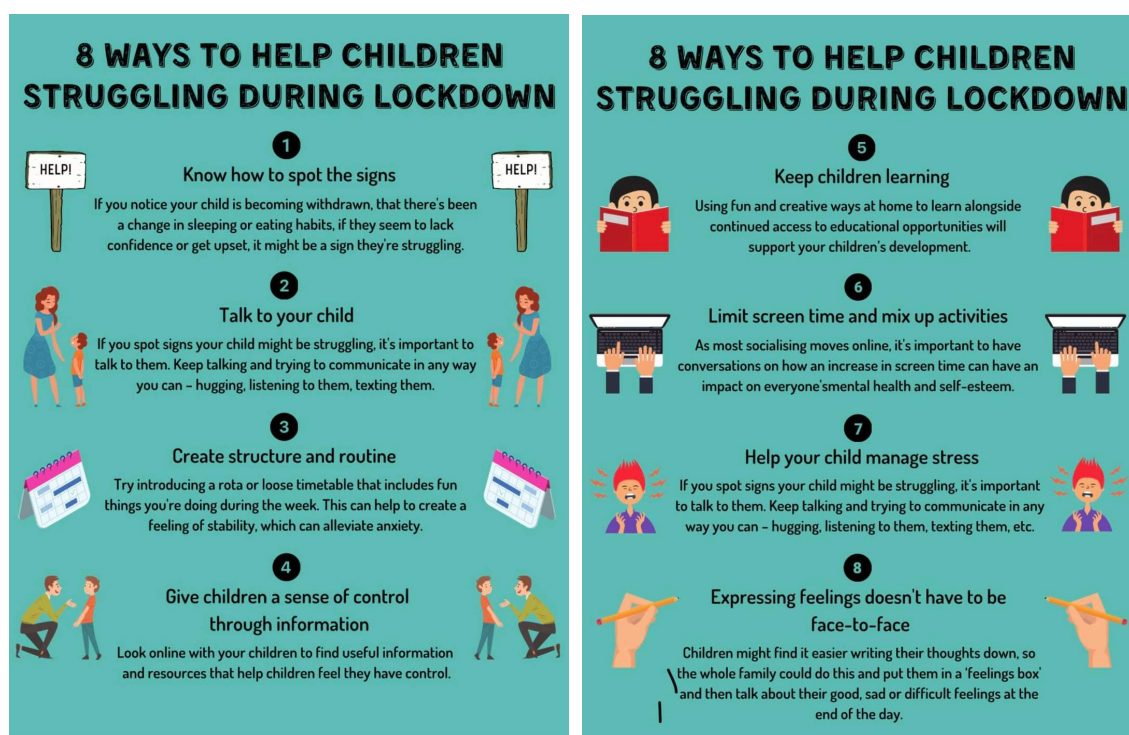 8 WAYS TO HELP CHILDREN
STRUGGLING DURING LOCKDOWN
1
Know how to spot the signs
HELP!
HELP!
If you notice your child is becoming withdrawn, that there's been
a change in sleeping or eating habits, if they seem to lack
confidence or get upset, it might be a sign they're struggling.
2
Talk to your child
If you spot signs your child might be struggling, it's important to
talk to them. Keep talking and trying to communicate in any way
you can – hugging, listening to them, texting them.
3
Create structure and routine
Try introducing a rota or loose timetable that includes fun
things you're doing during the week. This can help to create a
feeling of stability, which can alleviate anxiety.
4
Give children a sense of control
through information
Look online with your children to find useful information
and resources that help children feel they have control.
8 WAYS TO HELP CHILDREN
STRUGGLING DURING LOCKDOWN
5
Keep children learning
Using fun and creative ways at home to learn alongside
continued access to educational opportunities will
support your children's development.
6
Limit screen time and mix up activities
As most socialising moves online, it's important to have
conversations on how an increase in screen time can have an
impact on everyone'smental health and self-esteem.
7
Help your child manage stress
If you spot signs your child might be struggling, it's important
to talk to them. Keep talking and trying to communicate in any
way you can – hugging, listening to them, texting them, etc.
8
Expressing feelings doesn't have to be
face-to-face
Children might find it easier writing their thoughts down, so
the whole family could do this and put them in a 'feelings box'
and then talk about their good, sad or difficult feelings at the
end of the day.